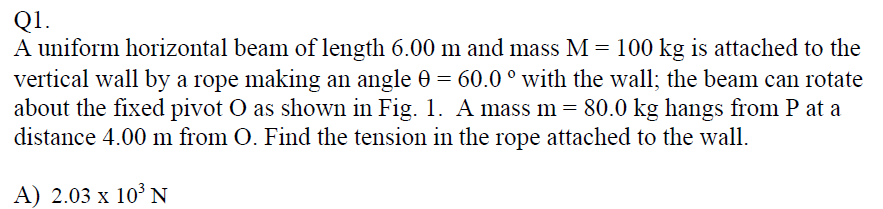 Q1.
A uniform horizontal beam of length 6.00 m and mass M = 100 kg is attached to the
vertical wall by a rope making an angle θ = 60.0 º with the wall; the beam can rotate
about the fixed pivot O as shown in Fig. 1.  A mass m = 80.0 kg hangs from P at a
distance 4.00 m from O. Find the tension in the rope attached to the wall.
A)  2.03 x 10³ N